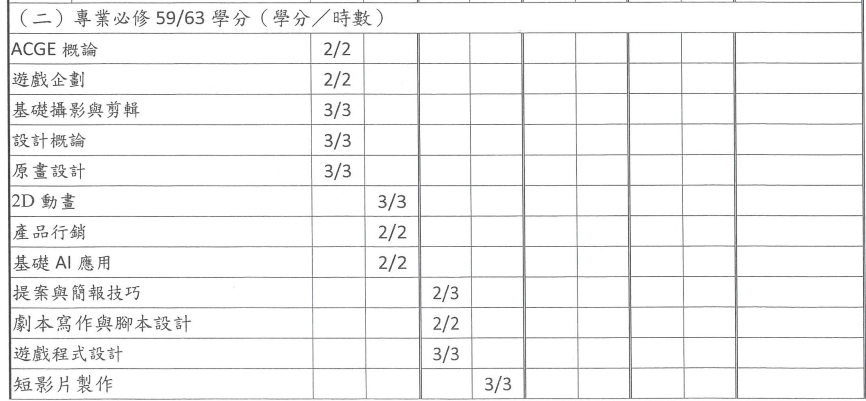 （二）專業必修 59/63 學分（學分／時數）
ACGE 概論 2/2
遊戲企劃 2/2
基礎攝影與剪輯 3/3
設計概論 3/3
原畫設計 3/3
2D 動畫 3/3
產品行銷 2/2
基礎 AI 應用 2/2
提案與簡報技巧 2/3
劇本寫作與腳本設計 2/2
遊戲程式設計 3/3
短影片製作 3/3